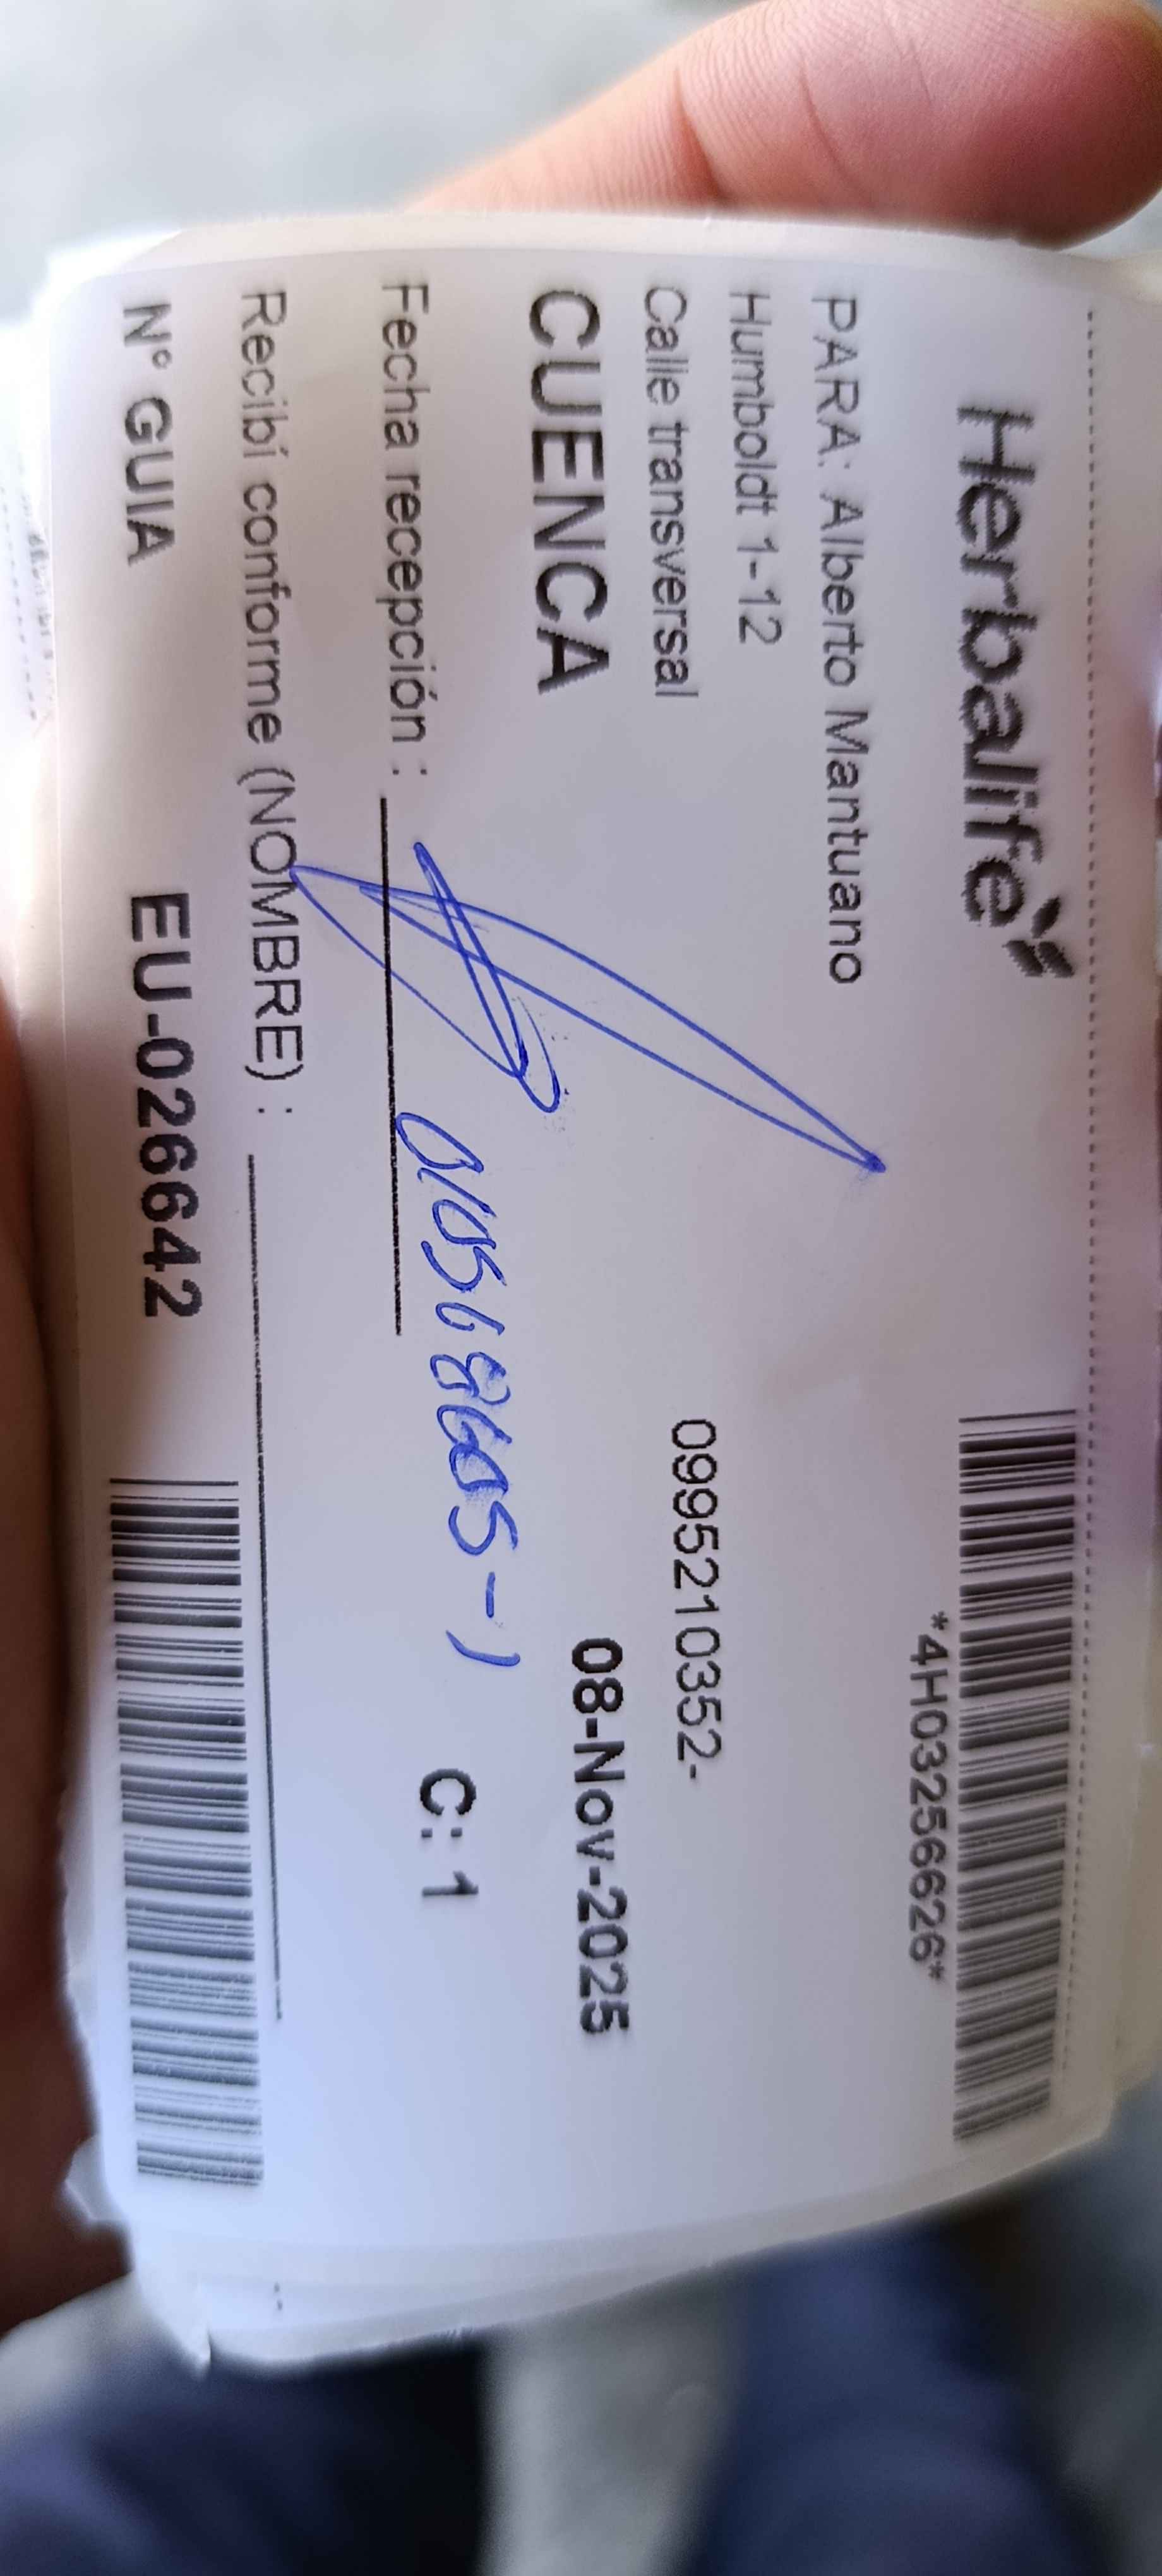 Herbalife
*4H03256626*
PARA: Alberto Mantuano
Humboldt 1-12
Calle transversal
0995210352-
CUENCA
08-Nov-2025
Fecha recepción :
C: 1
Recibí conforme (NOMBRE) :
N° GUIA EU-026642